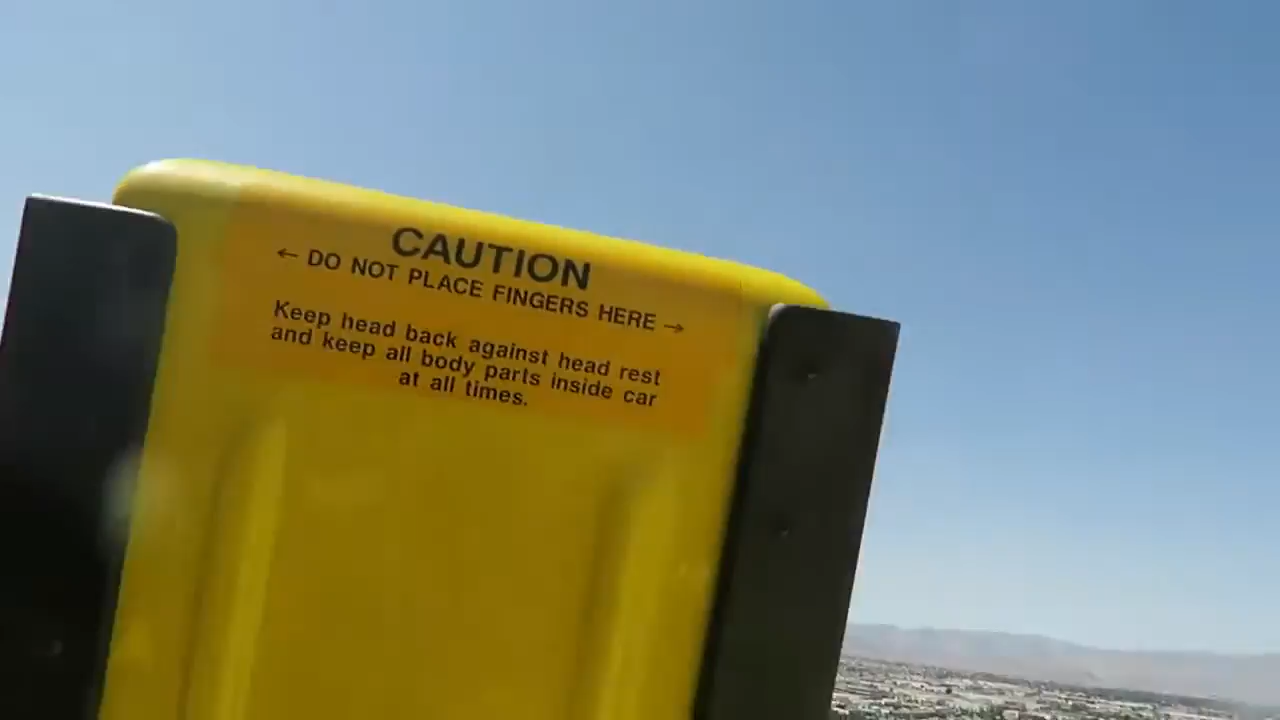 CAUTION
← DO NOT PLACE FINGERS HERE →
Keep head back against head rest
and keep all body parts inside car
at all times.